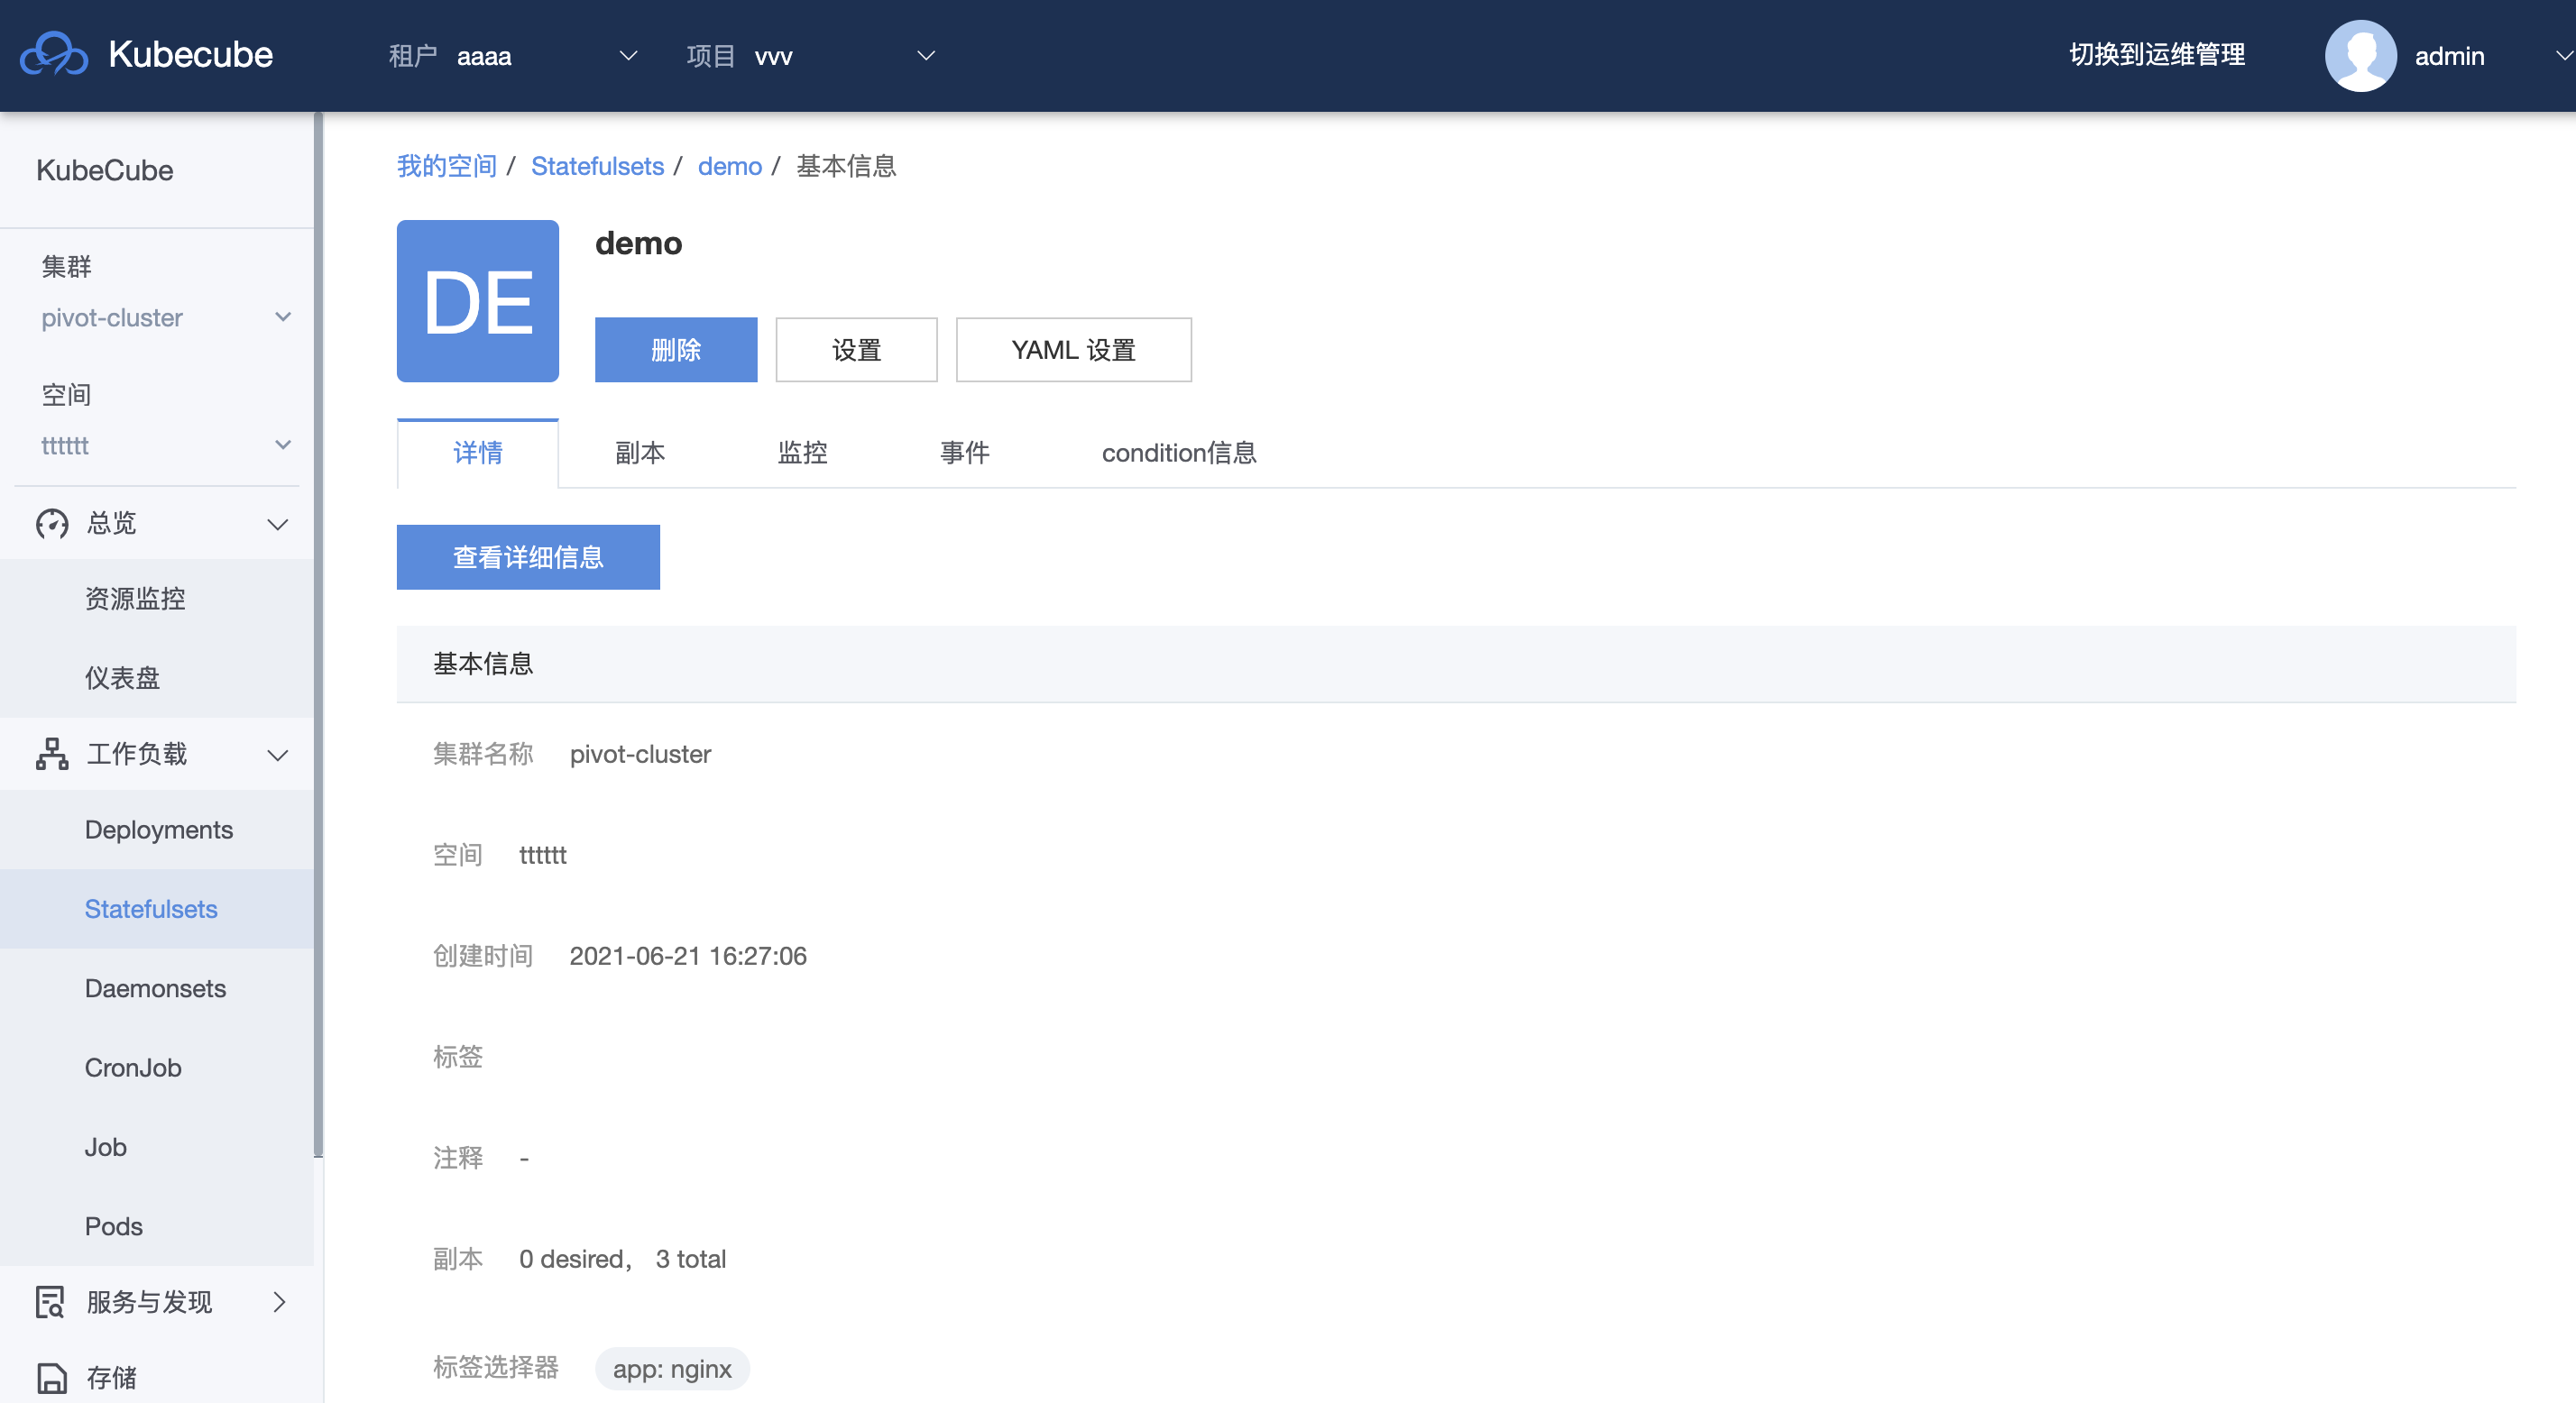 Kubecube 租户 aaaa 项目 vvv 切换到运维管理 admin
KubeCube
集群
pivot-cluster
空间
tttttt
总览
资源监控
仪表盘
工作负载
Deployments
Statefulsets
Daemonsets
CronJob
Job
Pods
服务与发现
存储
我的空间 / Statefulsets / demo / 基本信息
DE
demo
删除 设置 YAML 设置
详情 副本 监控 事件 condition信息
查看详细信息
基本信息
集群名称 pivot-cluster
空间 tttttt
创建时间 2021-06-21 16:27:06
标签
注释 -
副本 0 desired， 3 total
标签选择器 app: nginx